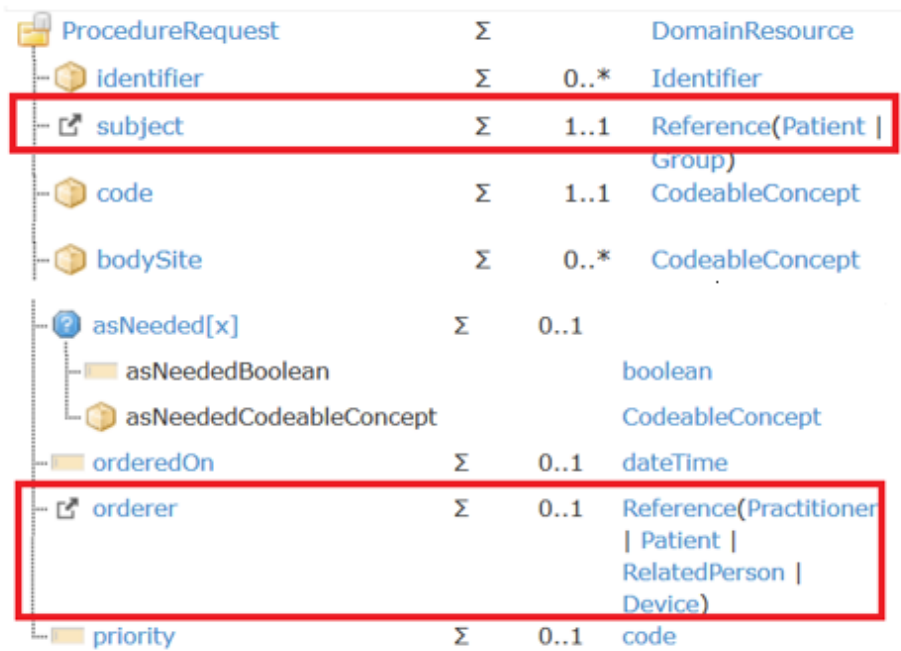 ProcedureRequest Σ DomainResource
identifier Σ 0..* Identifier
subject Σ 1..1 Reference(Patient |
Group)
code Σ 1..1 CodeableConcept
bodySite Σ 0..* CodeableConcept
asNeeded[x] Σ 0..1
asNeededBoolean boolean
asNeededCodeableConcept CodeableConcept
orderedOn Σ 0..1 dateTime
orderer Σ 0..1 Reference(Practitioner
| Patient |
RelatedPerson |
Device)
priority Σ 0..1 code